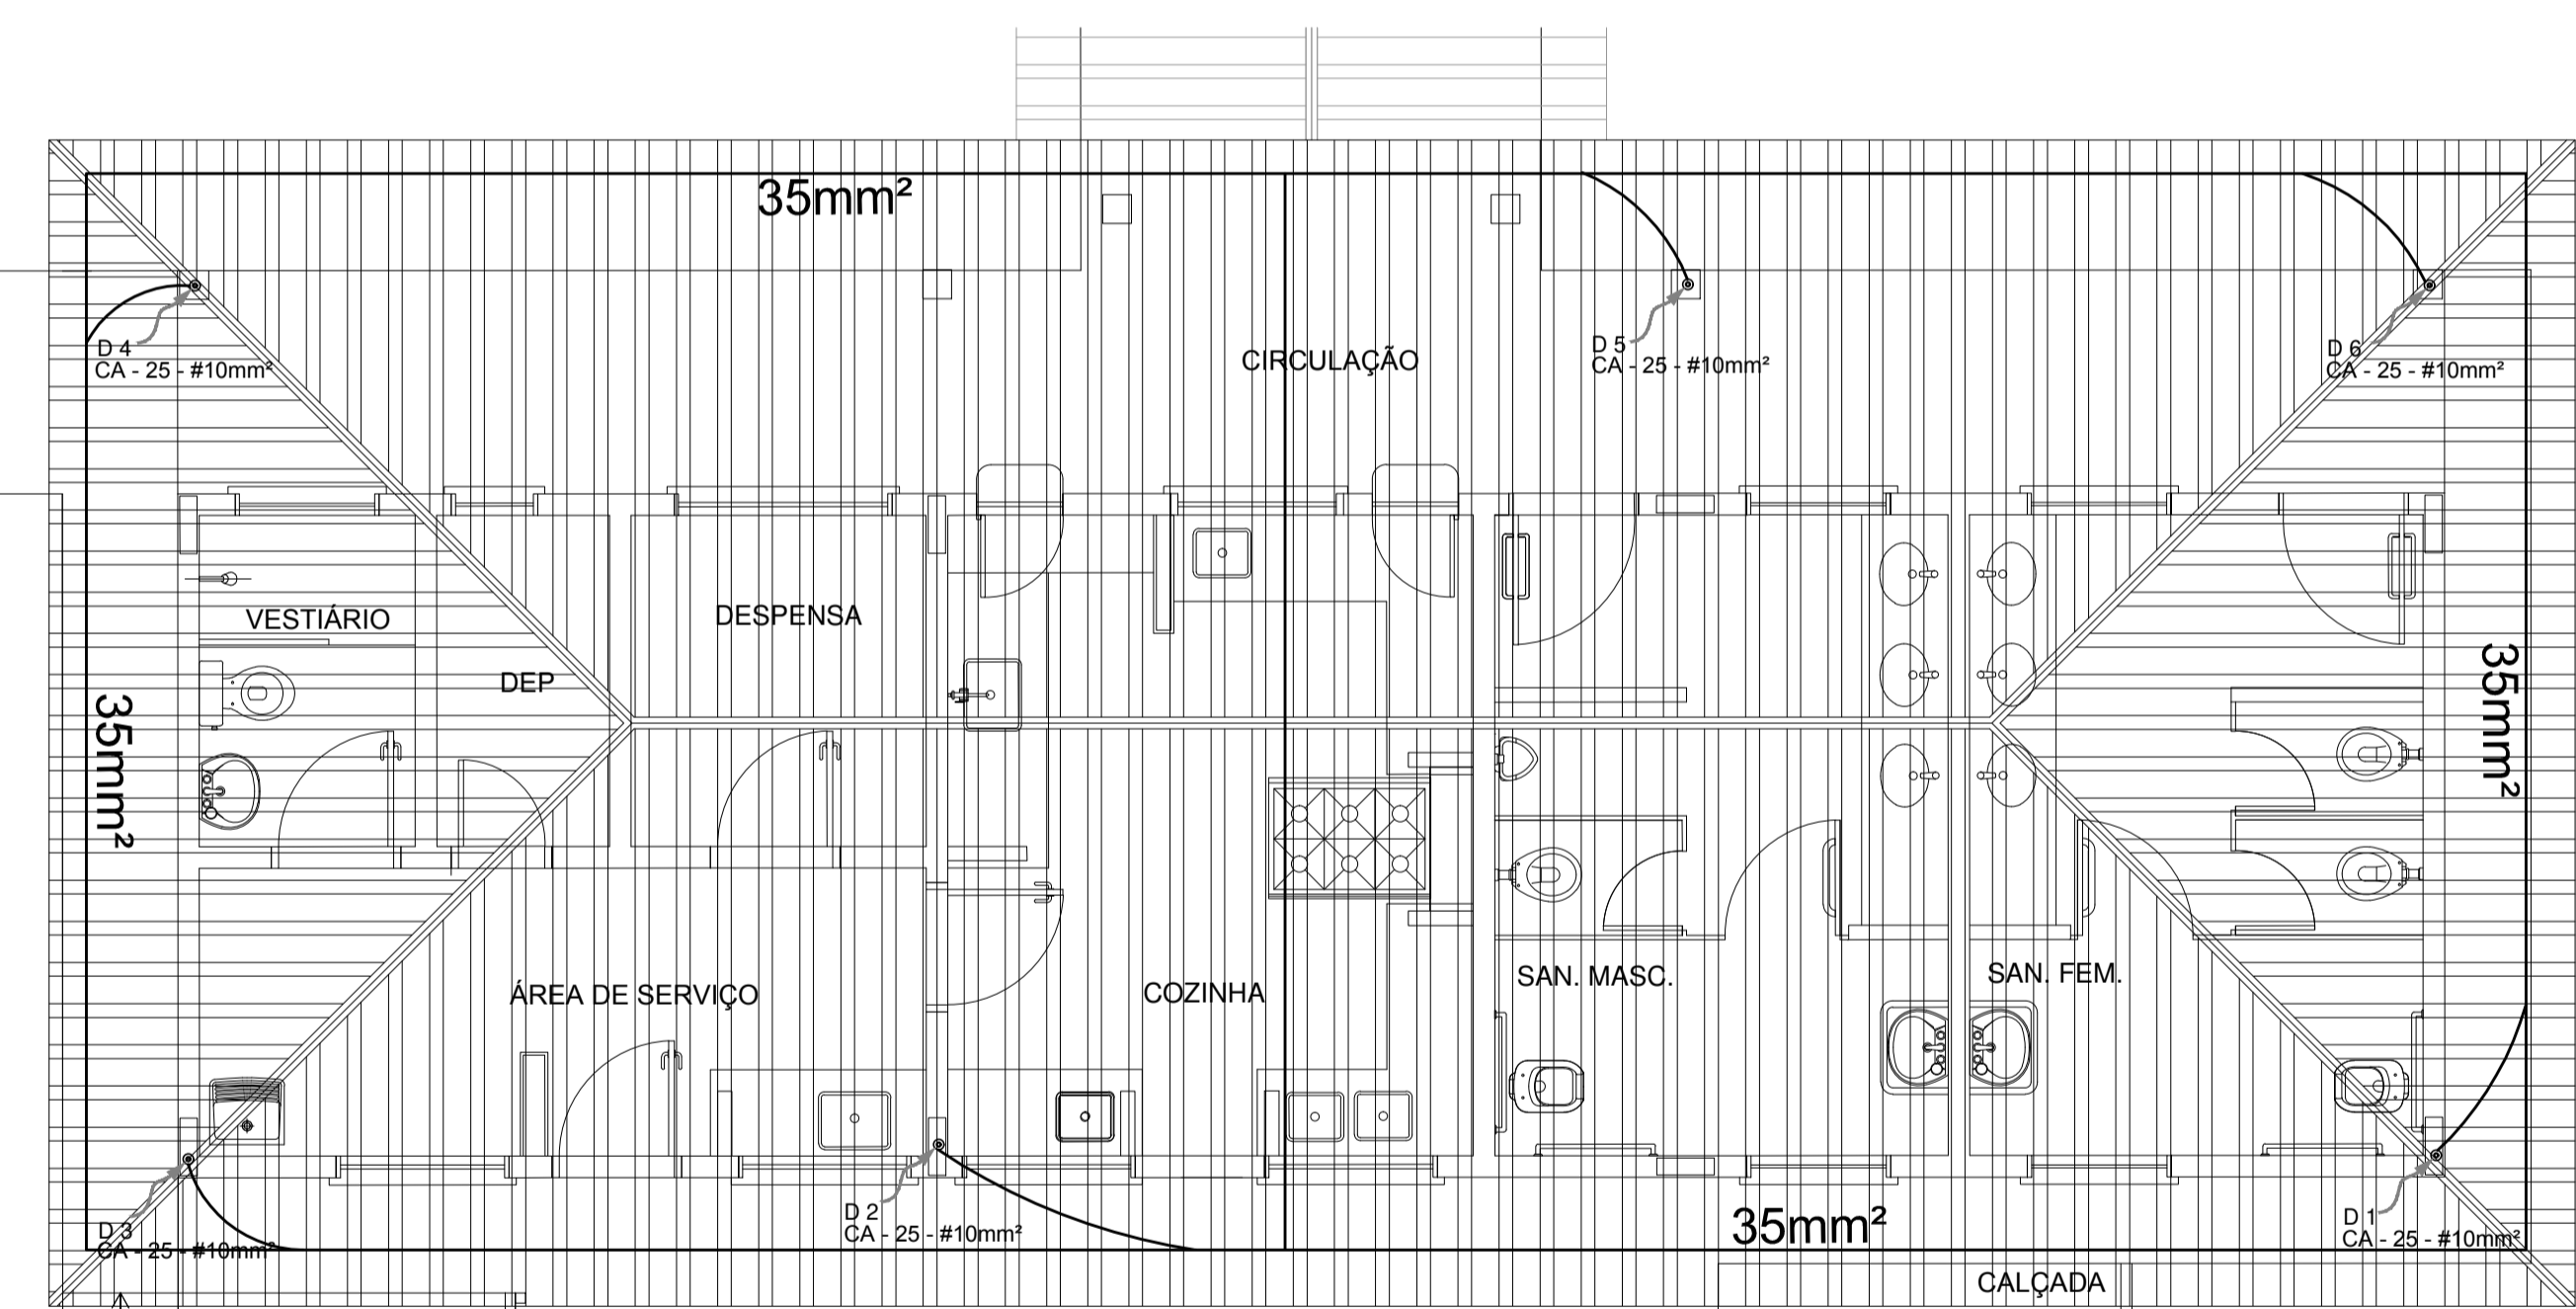 35mm²
D 4
CA - 25 - #10mm²
CIRCULAÇÃO
D 5
CA - 25 - #10mm²
D 6
CA - 25 - #10mm²
VESTIÁRIO
DESPENSA
DEP
35mm²
35mm²
ÁREA DE SERVIÇO
COZINHA
SAN. MASC.
SAN. FEM.
D 3
CA - 25 - #10mm²
D 2
CA - 25 - #10mm²
35mm²
D 1
CA - 25 - #10mm²
CALÇADA